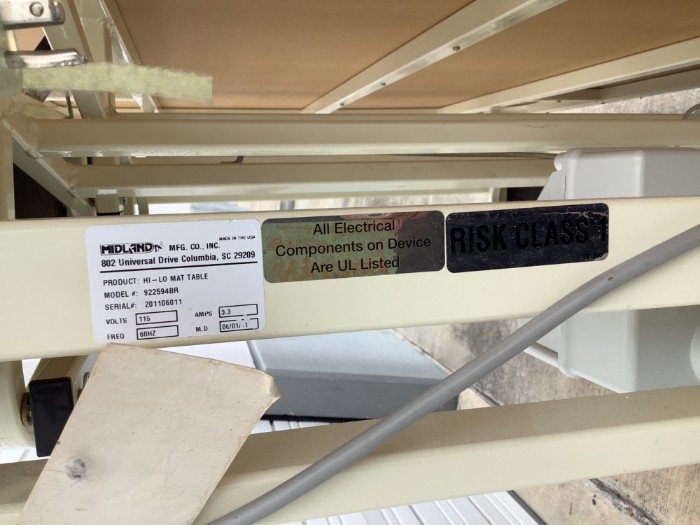 MADE IN THE USA
MIDLAND MFG. CO., INC.
802 Universal Drive Columbia, SC 29209
PRODUCT: HI-LO MAT TABLE
MODEL #: 922594BR
SERIAL#: 201106011
VOLTS 115 AMPS 3.3
FREQ 60HZ M.D
All Electrical
Components on Device
Are UL Listed
RISK CLASS 1